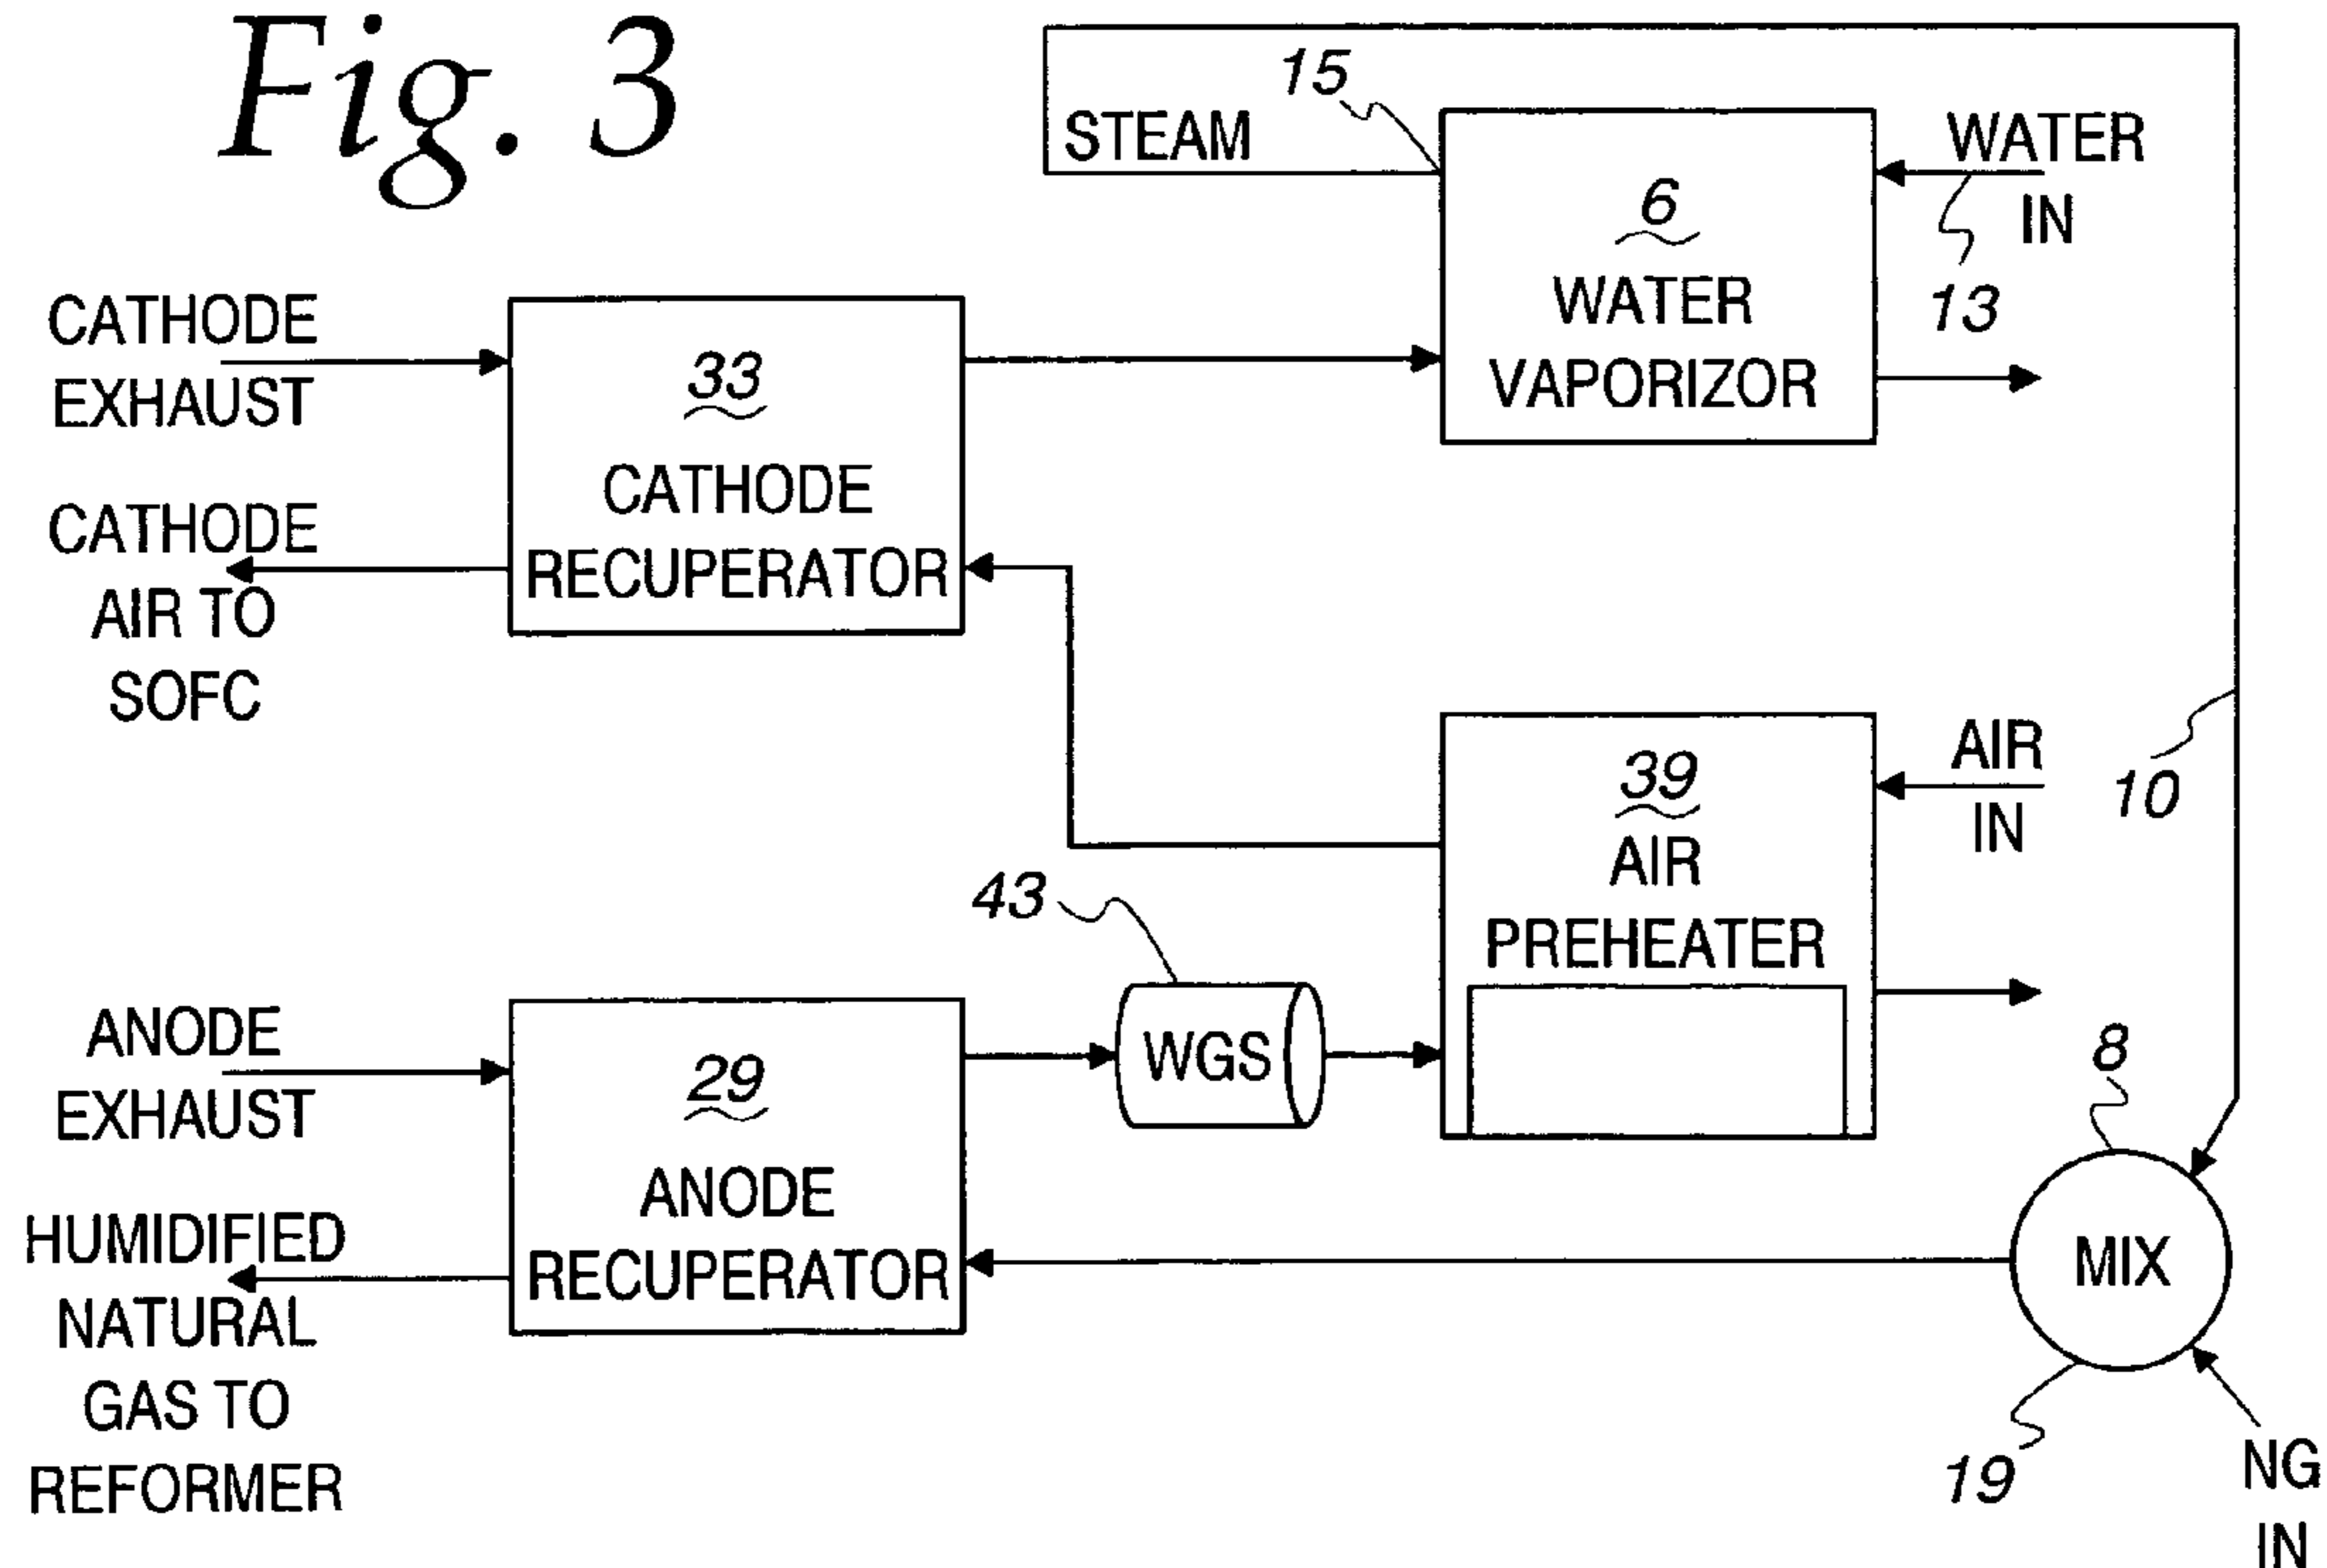 Fig. 3
15
STEAM
WATER
IN
6
WATER
VAPORIZOR
13
CATHODE
EXHAUST
33
CATHODE
RECUPERATOR
CATHODE
AIR TO
SOFC
39
AIR
PREHEATER
AIR
IN
10
43
WGS
ANODE
EXHAUST
29
ANODE
RECUPERATOR
8
MIX
HUMIDIFIED
NATURAL
GAS TO
REFORMER
19
NG
IN